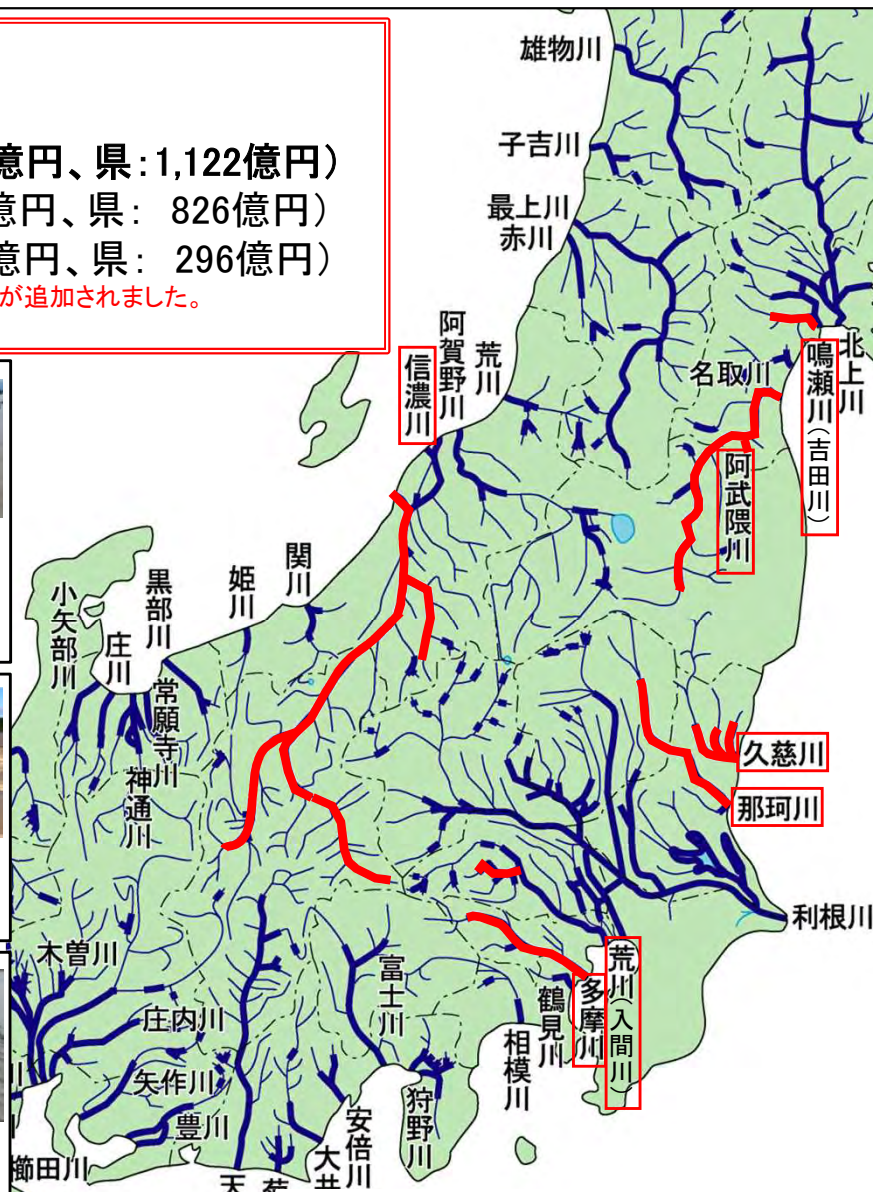 億円、県:1,122億円)
億円、県: 826億円)
億円、県: 296億円)
が追加されました。
雄物川
子吉川
最上川
赤川
荒川
阿賀野川
信濃川
名取川
北上川
鳴瀬川(吉田川)
阿武隈川
関川
姫川
黒部川
常願寺川
神通川
庄川
小矢部川
久慈川
那珂川
利根川
荒川(入間川)
多摩川
鶴見川
相模川
富士川
狩野川
安倍川
大井
木曽川
庄内川
矢作川
豊川
櫛田川
天